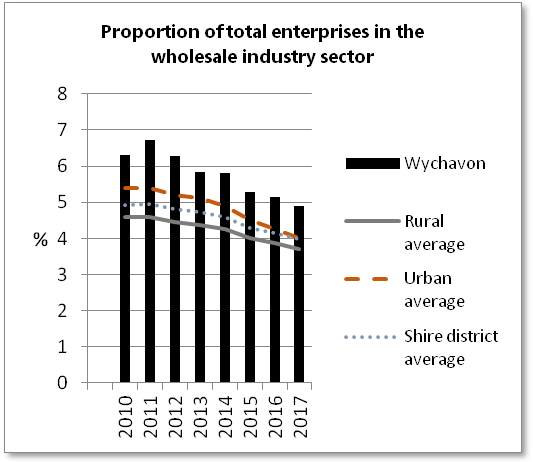 Proportion of total enterprises in the
wholesale industry sector
8
7
6
5
4
3
2
1
0
%
2010
2011
2012
2013
2014
2015
2016
2017
Wychavon
Rural
average
Urban
average
Shire district
average